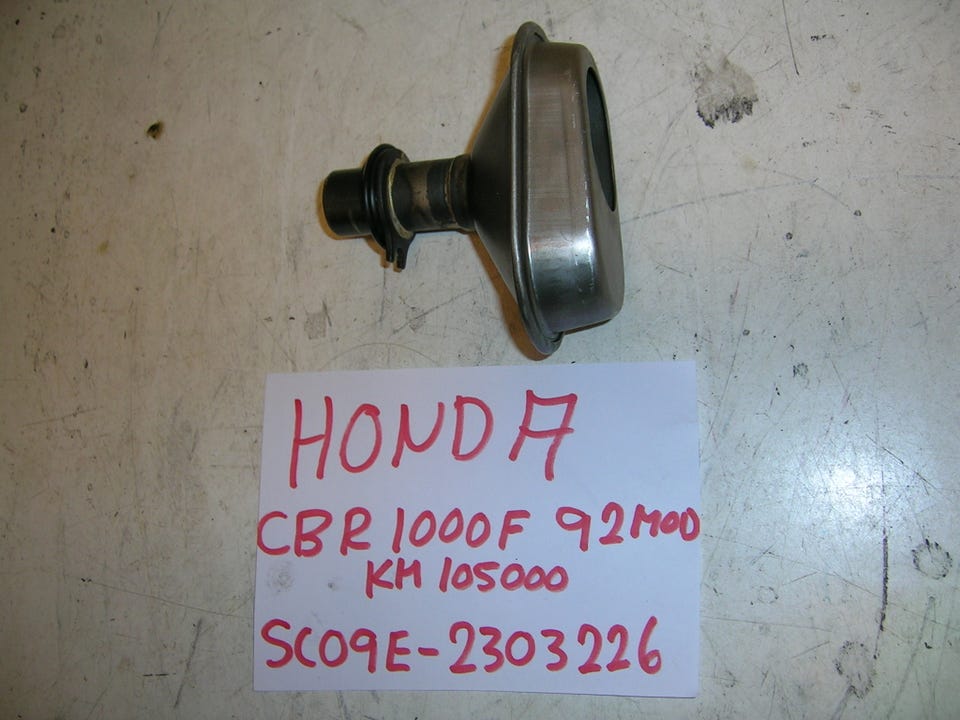 HONDA
CBR 1000F 92MOD
KM 105000
SC09E-2303226